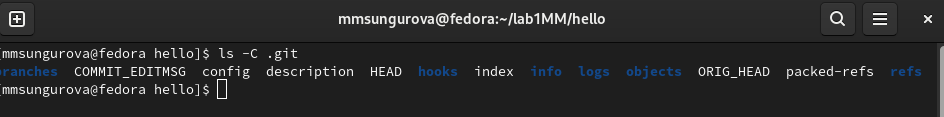 mmsungurova@fedora:~/lab1MM/hello
[mmsungurova@fedora hello]$ ls -C .git
branches COMMIT_EDITMSG config description HEAD hooks index info logs objects ORIG_HEAD packed-refs refs
[mmsungurova@fedora hello]$